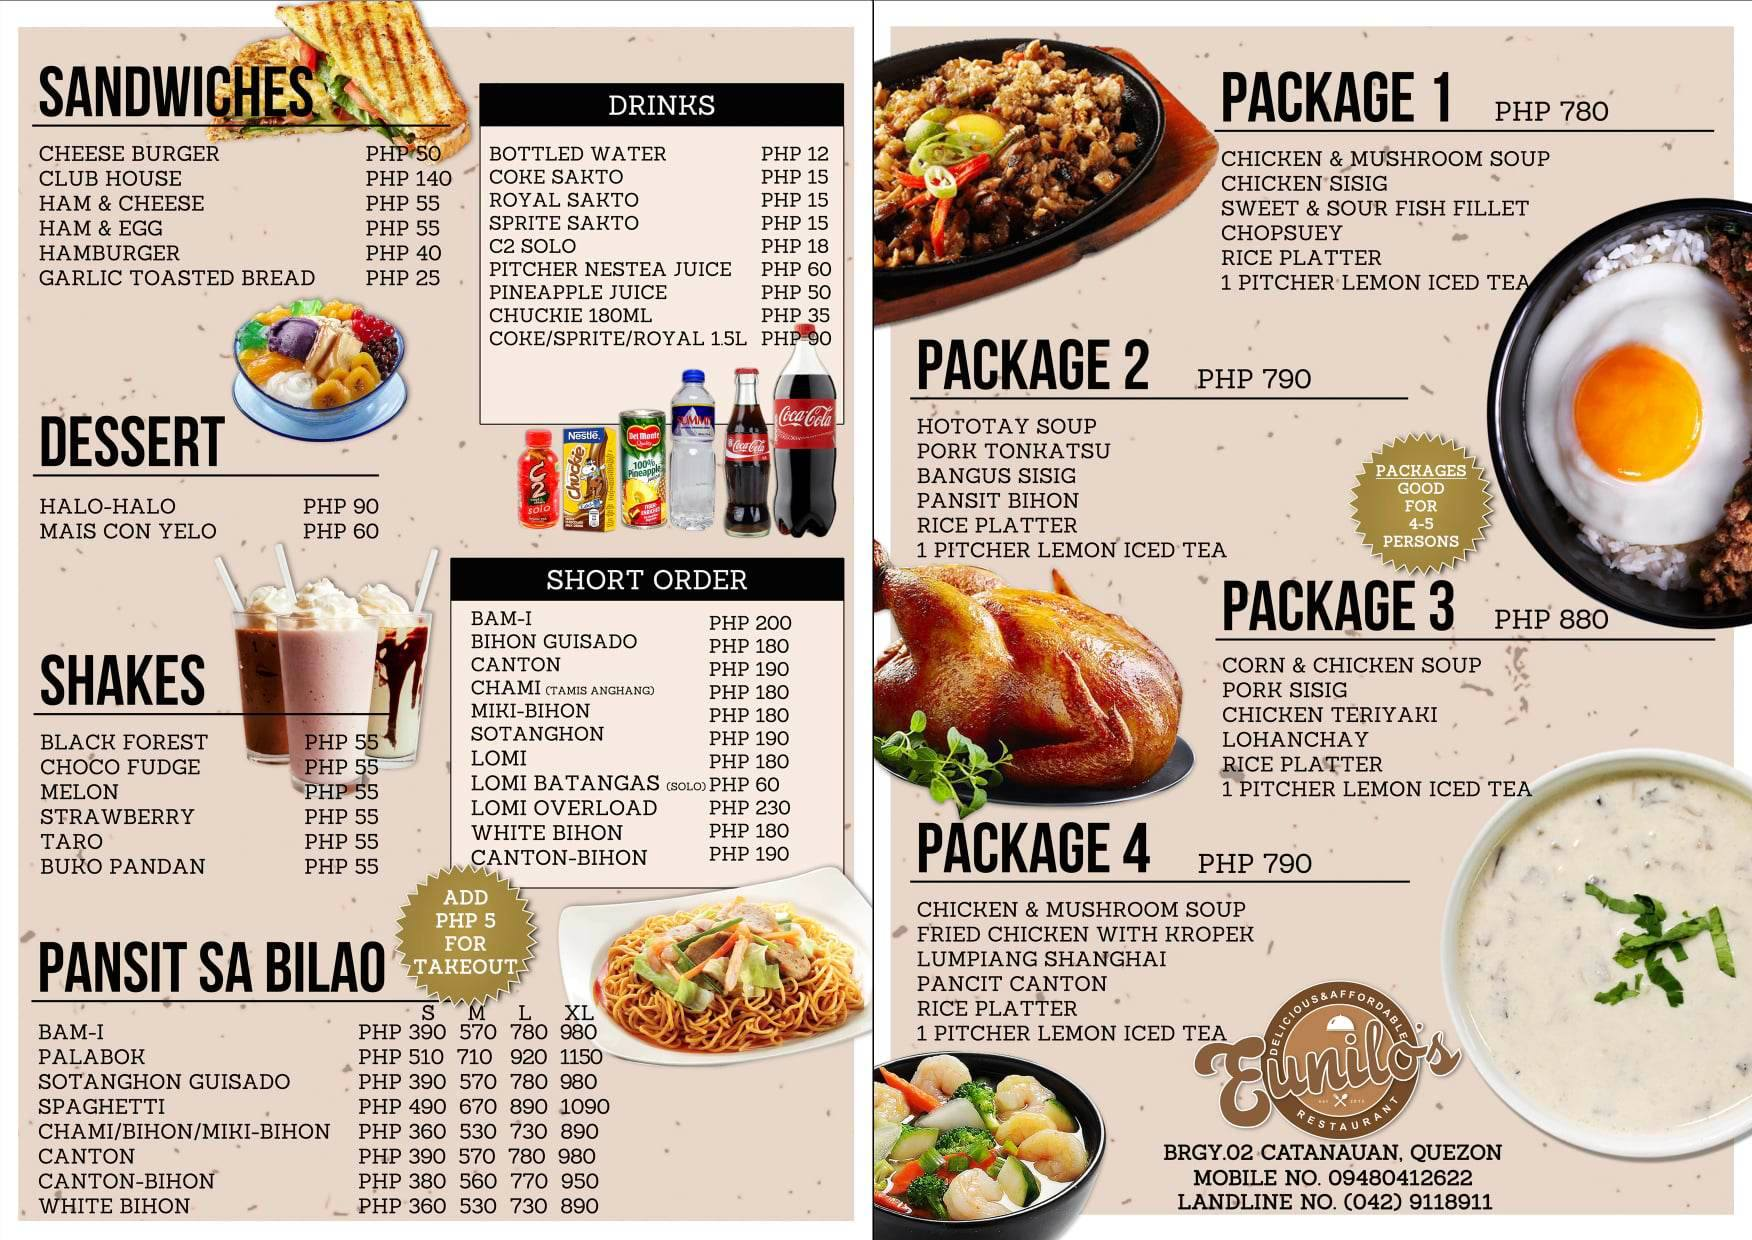 SANDWICHES
CHEESE BURGER PHP 50
CLUB HOUSE PHP 140
HAM & CHEESE PHP 55
HAM & EGG PHP 55
HAMBURGER PHP 40
GARLIC TOASTED BREAD PHP 25
DRINKS
BOTTLED WATER PHP 12
COKE SAKTO PHP 15
ROYAL SAKTO PHP 15
SPRITE SAKTO PHP 15
C2 SOLO PHP 18
PITCHER NESTEA JUICE PHP 60
PINEAPPLE JUICE PHP 50
CHUCKIE 180ML PHP 35
COKE/SPRITE/ROYAL 1.5L PHP 90
C2
SOLO
Nestlé
Chuckie
Del Monte
Quality
100%
Pineapple
SUMMIT
Coca-Cola
Coca-Cola
DESSERT
HALO-HALO PHP 90
MAIS CON YELO PHP 60
SHAKES
BLACK FOREST PHP 55
CHOCO FUDGE PHP 55
MELON PHP 55
STRAWBERRY PHP 55
TARO PHP 55
BUKO PANDAN PHP 55
SHORT ORDER
BAM-I PHP 200
BIHON GUISADO PHP 180
CANTON PHP 190
CHAMI (TAMIS ANGHANG) PHP 180
MIKI-BIHON PHP 180
SOTANGHON PHP 190
LOMI PHP 180
LOMI BATANGAS (SOLO) PHP 60
LOMI OVERLOAD PHP 230
WHITE BIHON PHP 180
CANTON-BIHON PHP 190
ADD
PHP 5
FOR
TAKEOUT
PANSIT SA BILAO
S M L XL
BAM-I PHP 390 570 780 980
PALABOK PHP 510 710 920 1150
SOTANGHON GUISADO PHP 390 570 780 980
SPAGHETTI PHP 490 670 890 1090
CHAMI/BIHON/MIKI-BIHON PHP 360 530 730 890
CANTON PHP 390 570 780 980
CANTON-BIHON PHP 380 560 770 950
WHITE BIHON PHP 360 530 730 890
PACKAGE 1 PHP 780
CHICKEN & MUSHROOM SOUP
CHICKEN SISIG
SWEET & SOUR FISH FILLET
CHOPSUEY
RICE PLATTER
1 PITCHER LEMON ICED TEA
PACKAGE 2 PHP 790
HOTOTAY SOUP
PORK TONKATSU
BANGUS SISIG
PANSIT BIHON
RICE PLATTER
1 PITCHER LEMON ICED TEA
PACKAGES
GOOD
FOR
4-5
PERSONS
PACKAGE 3 PHP 880
CORN & CHICKEN SOUP
PORK SISIG
CHICKEN TERIYAKI
LOHANCHAY
RICE PLATTER
1 PITCHER LEMON ICED TEA
PACKAGE 4 PHP 790
CHICKEN & MUSHROOM SOUP
FRIED CHICKEN WITH KROPEK
LUMPIANG SHANGHAI
PANCIT CANTON
RICE PLATTER
1 PITCHER LEMON ICED TEA
DELICIOUS&AFFORDABLE
Eunilo's
RESTAURANT
BRGY.02 CATANAUAN, QUEZON
MOBILE NO. 09480412622
LANDLINE NO. (042) 9118911